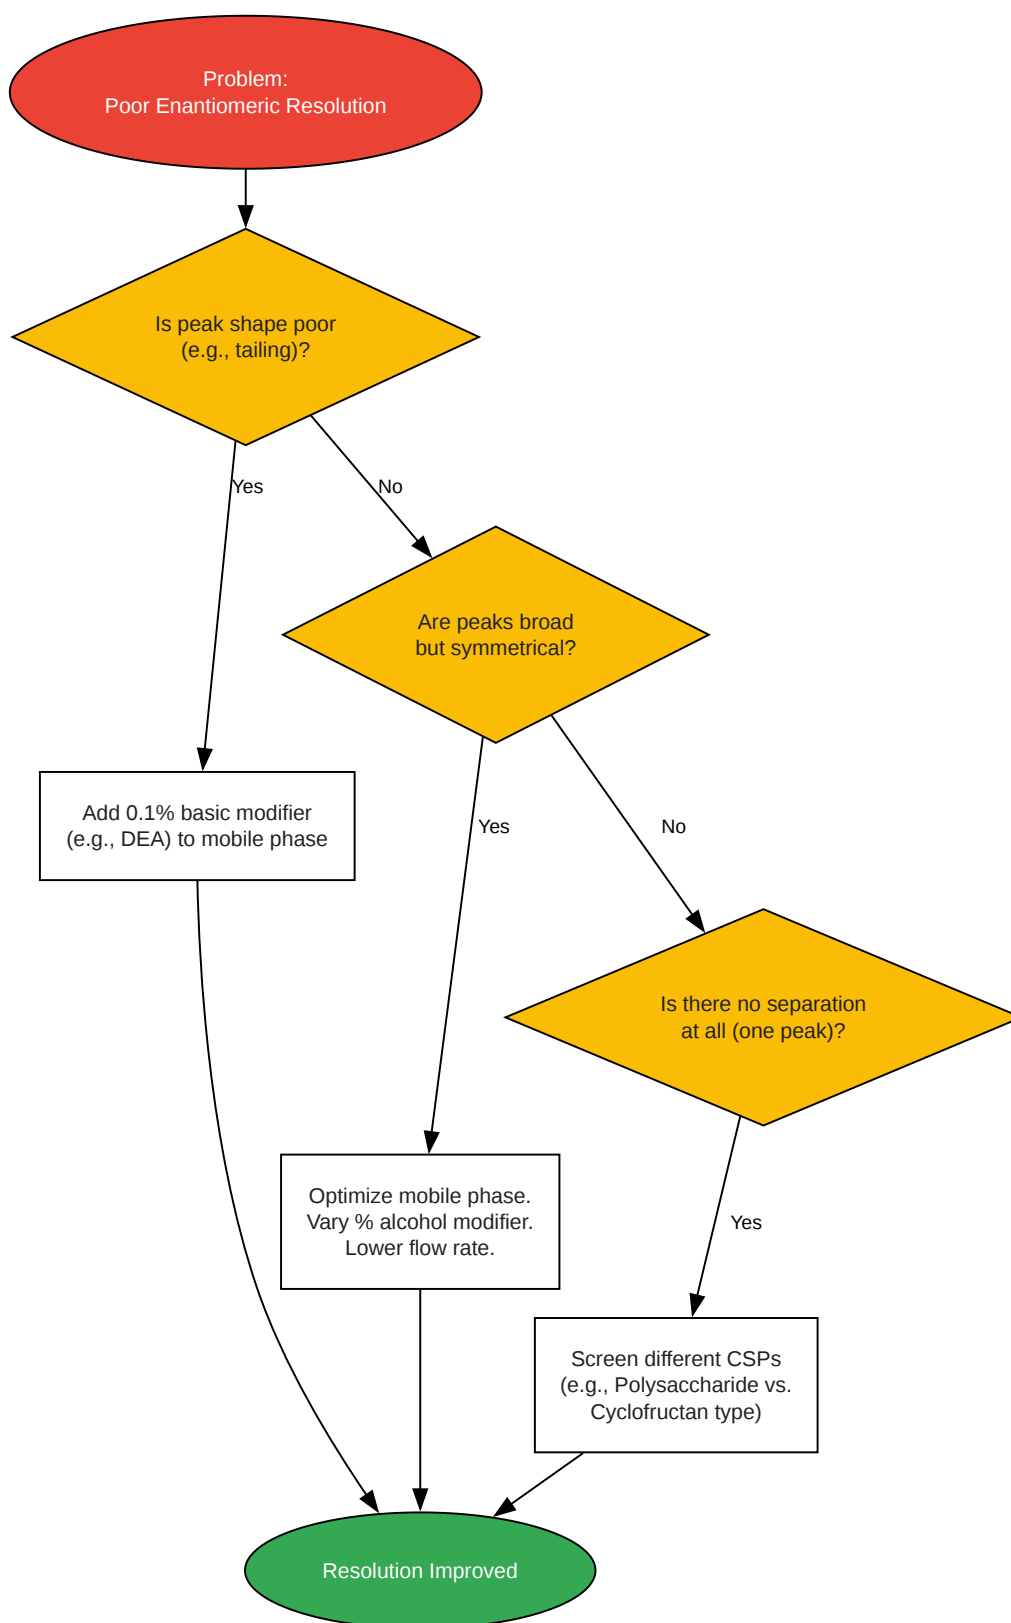 Problem:
Poor Enantiomeric Resolution
Is peak shape poor
(e.g., tailing)?
Yes
No
Are peaks broad
but symmetrical?
Add 0.1% basic modifier
(e.g., DEA) to mobile phase
Yes
No
Is there no separation
at all (one peak)?
Optimize mobile phase.
Vary % alcohol modifier.
Lower flow rate.
Yes
Screen different CSPs
(e.g., Polysaccharide vs.
Cyclofructan type)
Resolution Improved